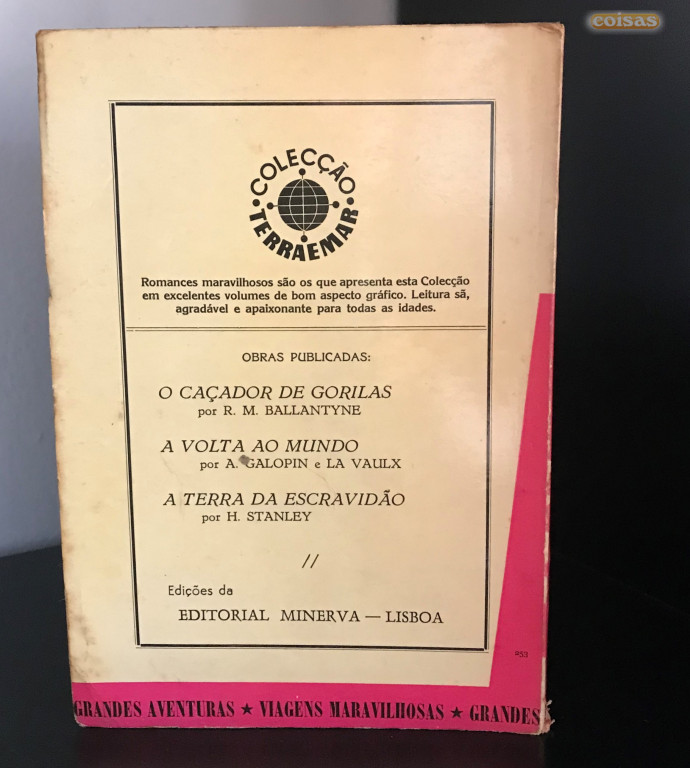 coisas
COLECÇÃO
TERRAEMAR
Romances maravilhosos são os que apresenta esta Colecção
em excelentes volumes de bom aspecto gráfico. Leitura sã,
agradável e apaixonante para todas as idades.
OBRAS PUBLICADAS:
O CAÇADOR DE GORILAS
por R. M. BALLANTYNE
A VOLTA AO MUNDO
por A. GALOPIN e LA VAULX
A TERRA DA ESCRAVIDÃO
por H. STANLEY
//
Edições da
EDITORIAL MINERVA — LISBOA
253
GRANDES AVENTURAS ★ VIAGENS MARAVILHOSAS ★ GRANDES